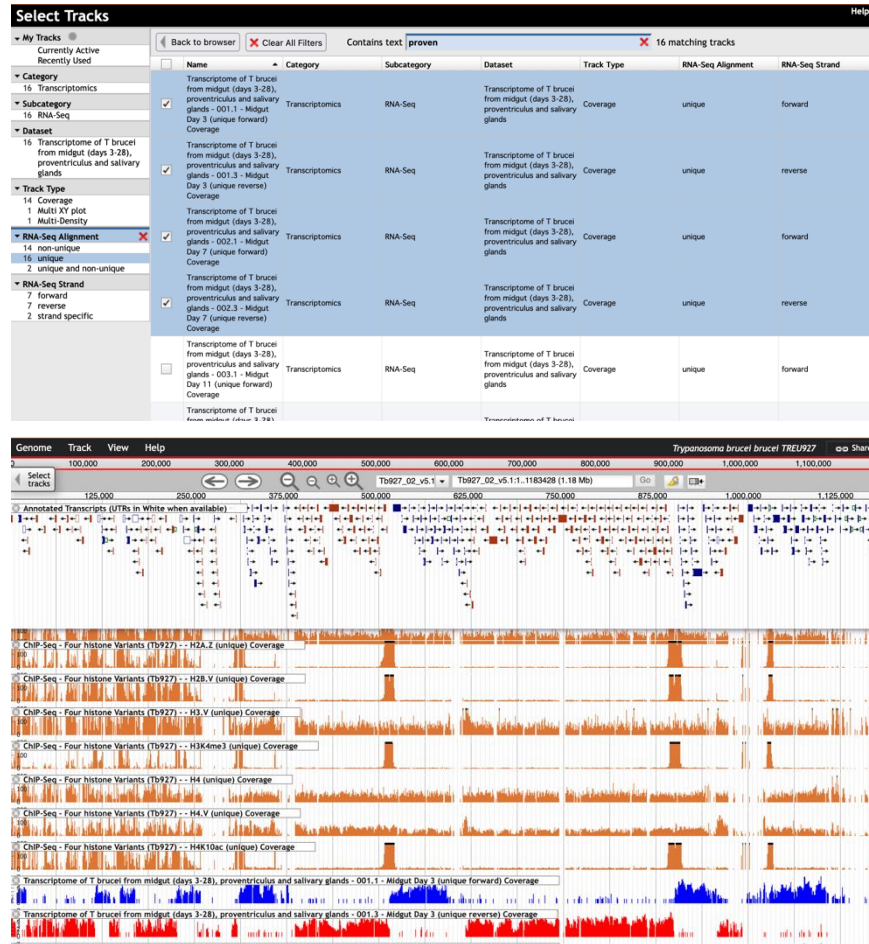 Select Tracks
Help
My Tracks
Currently Active
Recently Used
Category
16 Transcriptomics
Subcategory
16 RNA-Seq
Dataset
16 Transcriptome of T brucei
from midgut (days 3-28),
proventriculus and salivary
glands
Track Type
14 Coverage
1 Multi XY plot
1 Multi-Density
RNA-Seq Alignment
14 non-unique
16 unique
2 unique and non-unique
RNA-Seq Strand
7 forward
7 reverse
2 strand specific
Back to browser
Clear All Filters
Contains text proven
16 matching tracks
Name Category Subcategory Dataset Track Type RNA-Seq Alignment RNA-Seq Strand
Transcriptome of T brucei
from midgut (days 3-28),
proventriculus and salivary
glands - 001.1 - Midgut
Day 3 (unique forward)
Coverage
Transcriptomics
RNA-Seq
Transcriptome of T brucei
from midgut (days 3-28),
proventriculus and salivary
glands
Coverage
unique
forward
Transcriptome of T brucei
from midgut (days 3-28),
proventriculus and salivary
glands - 001.3 - Midgut
Day 3 (unique reverse)
Coverage
Transcriptomics
RNA-Seq
Transcriptome of T brucei
from midgut (days 3-28),
proventriculus and salivary
glands
Coverage
unique
reverse
Transcriptome of T brucei
from midgut (days 3-28),
proventriculus and salivary
glands - 002.1 - Midgut
Day 7 (unique forward)
Coverage
Transcriptomics
RNA-Seq
Transcriptome of T brucei
from midgut (days 3-28),
proventriculus and salivary
glands
Coverage
unique
forward
Transcriptome of T brucei
from midgut (days 3-28),
proventriculus and salivary
glands - 002.3 - Midgut
Day 7 (unique reverse)
Coverage
Transcriptomics
RNA-Seq
Transcriptome of T brucei
from midgut (days 3-28),
proventriculus and salivary
glands
Coverage
unique
reverse
Transcriptome of T brucei
from midgut (days 3-28),
proventriculus and salivary
glands - 003.1 - Midgut
Day 11 (unique forward)
Coverage
Transcriptomics
RNA-Seq
Transcriptome of T brucei
from midgut (days 3-28),
proventriculus and salivary
glands
Coverage
unique
forward
Transcriptome of T brucei
Transcriptome of T brucei
Genome Track View Help
Trypanosoma brucei brucei TREU927
Share
0 100,000 200,000 300,000 400,000 500,000 600,000 700,000 800,000 900,000 1,000,000 1,100,000
Select
tracks
Tb927_02_v5.1
Tb927_02_v5.1:1..1183428 (1.18 Mb)
Go
125,000 250,000 375,000 500,000 625,000 750,000 875,000 1,000,000 1,125,000
Annotated Transcripts (UTRs in White when available)
ChIP-Seq - Four histone Variants (Tb927) - - H2A.Z (unique) Coverage
ChIP-Seq - Four histone Variants (Tb927) - - H2B.V (unique) Coverage
ChIP-Seq - Four histone Variants (Tb927) - - H3.V (unique) Coverage
ChIP-Seq - Four histone Variants (Tb927) - - H3K4me3 (unique) Coverage
ChIP-Seq - Four histone Variants (Tb927) - - H4 (unique) Coverage
ChIP-Seq - Four histone Variants (Tb927) - - H4.V (unique) Coverage
ChIP-Seq - Four histone Variants (Tb927) - - H4K10ac (unique) Coverage
Transcriptome of T brucei from midgut (days 3-28), proventriculus and salivary glands - 001.1 - Midgut Day 3 (unique forward) Coverage
Transcriptome of T brucei from midgut (days 3-28), proventriculus and salivary glands - 001.3 - Midgut Day 3 (unique reverse) Coverage